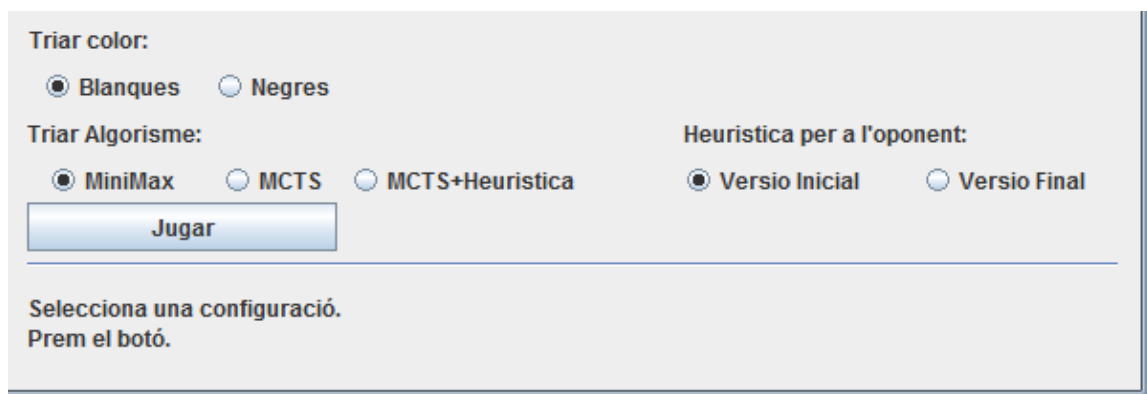 Triar color:
Blanques Negres
Triar Algorisme: Heuristica per a l'oponent:
MiniMax MCTS MCTS+Heuristica Versio Inicial Versio Final
Jugar
Selecciona una configuració.
Prem el botó.